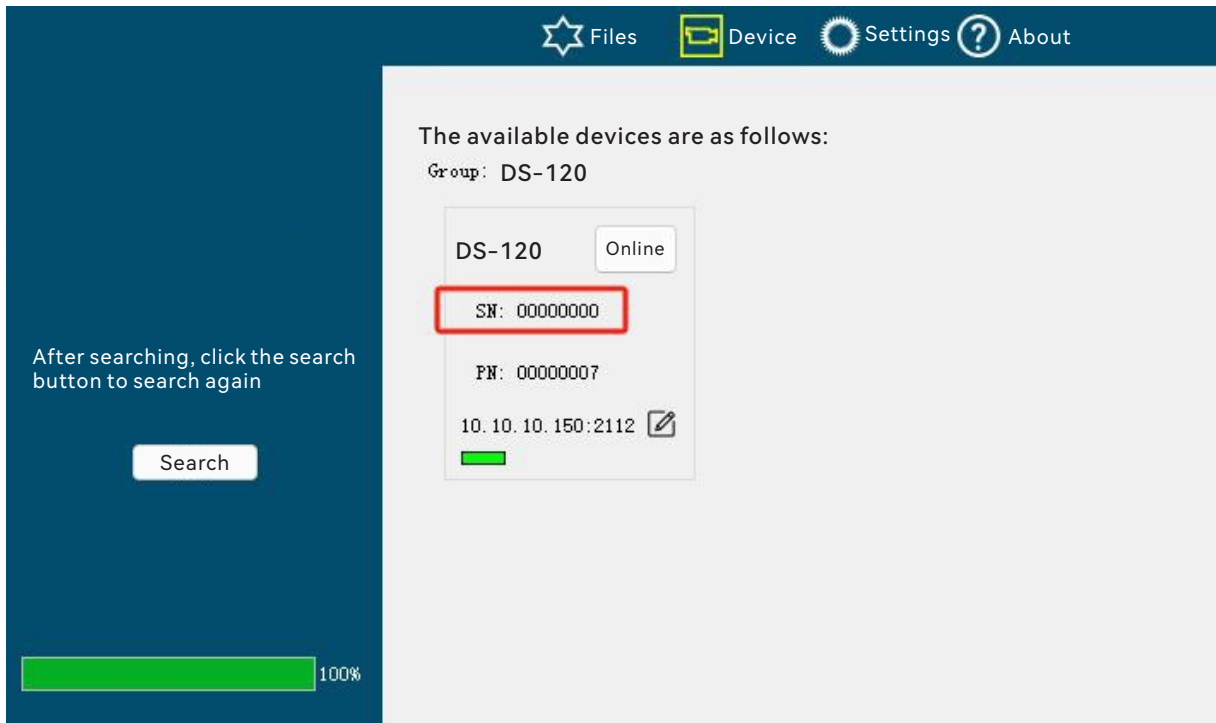 Files Device Settings About
The available devices are as follows:
Group: DS-120
DS-120 Online
SN: 00000000
PN: 00000007
10.10.10.150:2112
After searching, click the search
button to search again
Search
100%